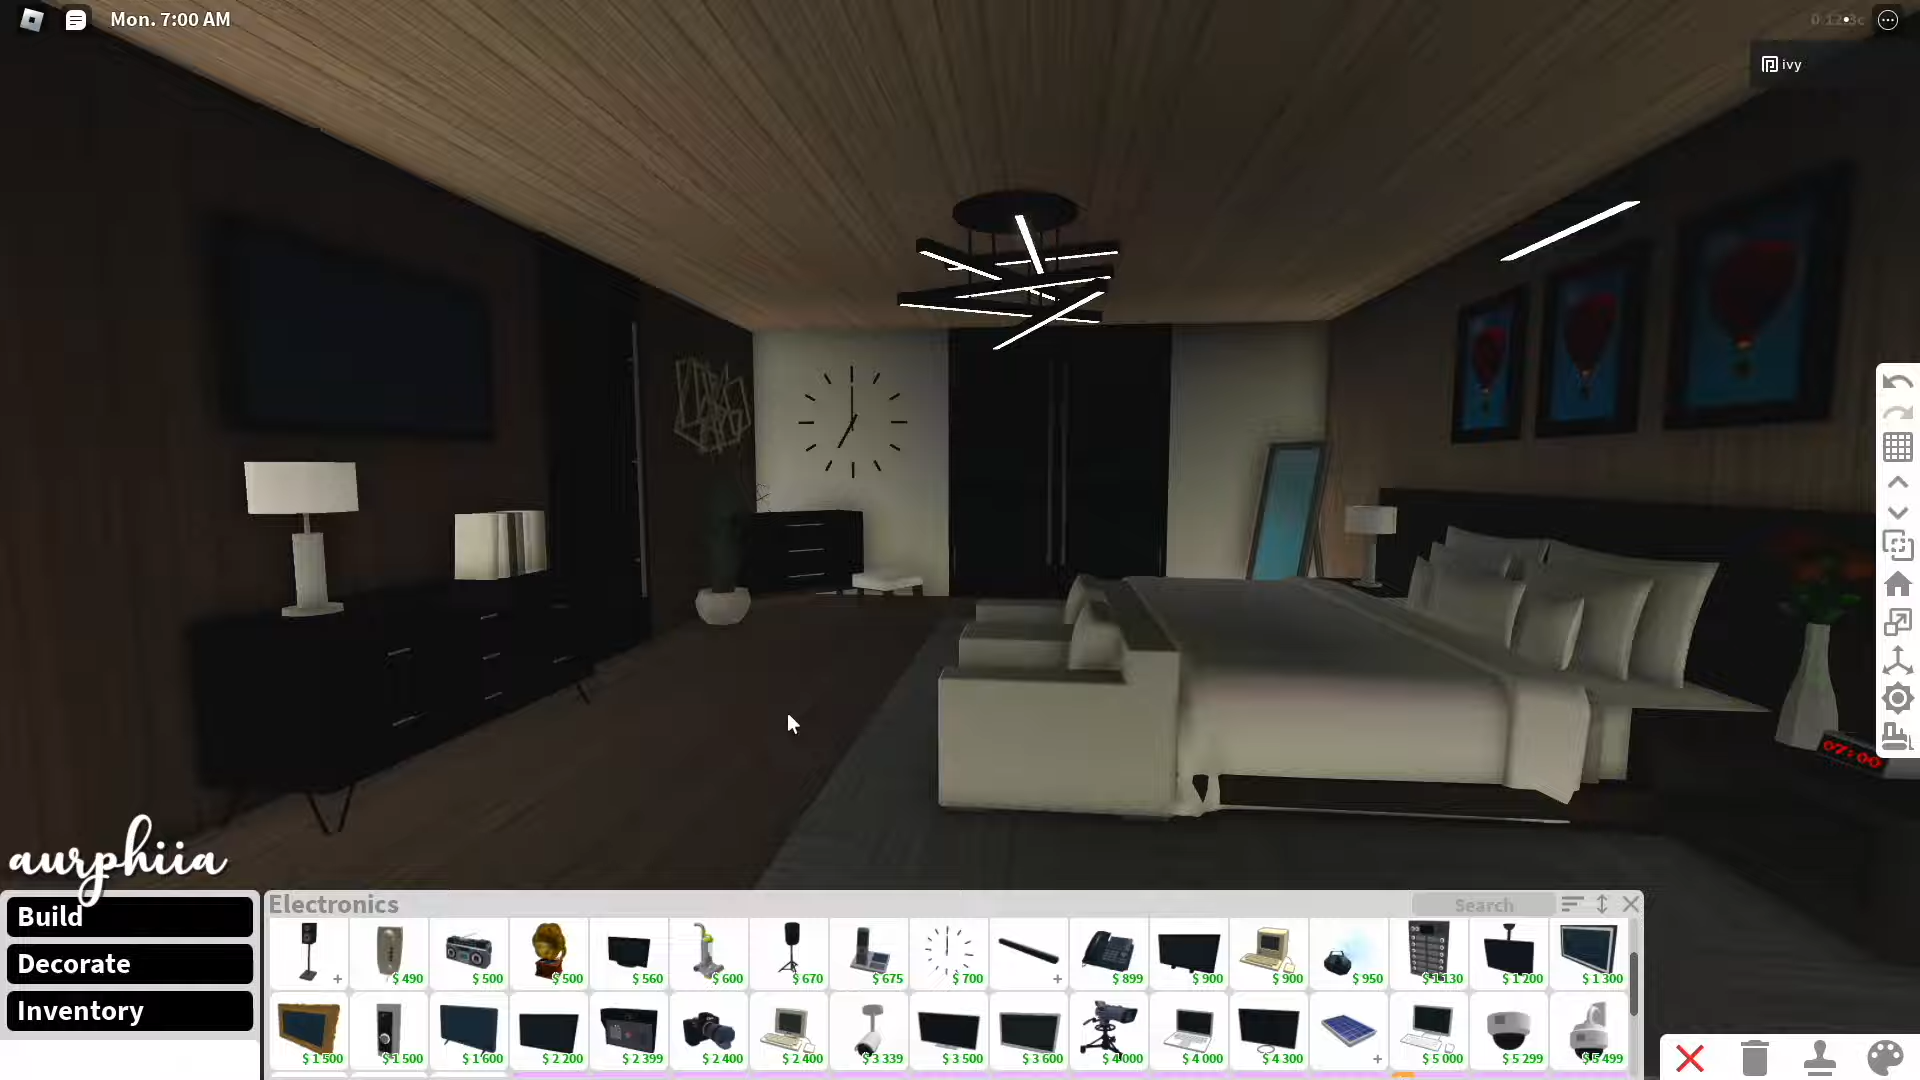 Mon. 7:00 AM
ivy
07:00
aurphiia
Build
Decorate
Inventory
Electronics
Search
$ 490
$ 500
$ 500
$ 560
$ 600
$ 670
$ 675
$ 700
$ 899
$ 900
$ 900
$ 950
$ 1 130
$ 1 200
$ 1 300
$ 1 500
$ 1 500
$ 1 600
$ 2 200
$ 2 399
$ 2 400
$ 2 400
$ 3 339
$ 3 500
$ 3 600
$ 4 000
$ 4 000
$ 4 300
$ 5 000
$ 5 299
$ 5 499